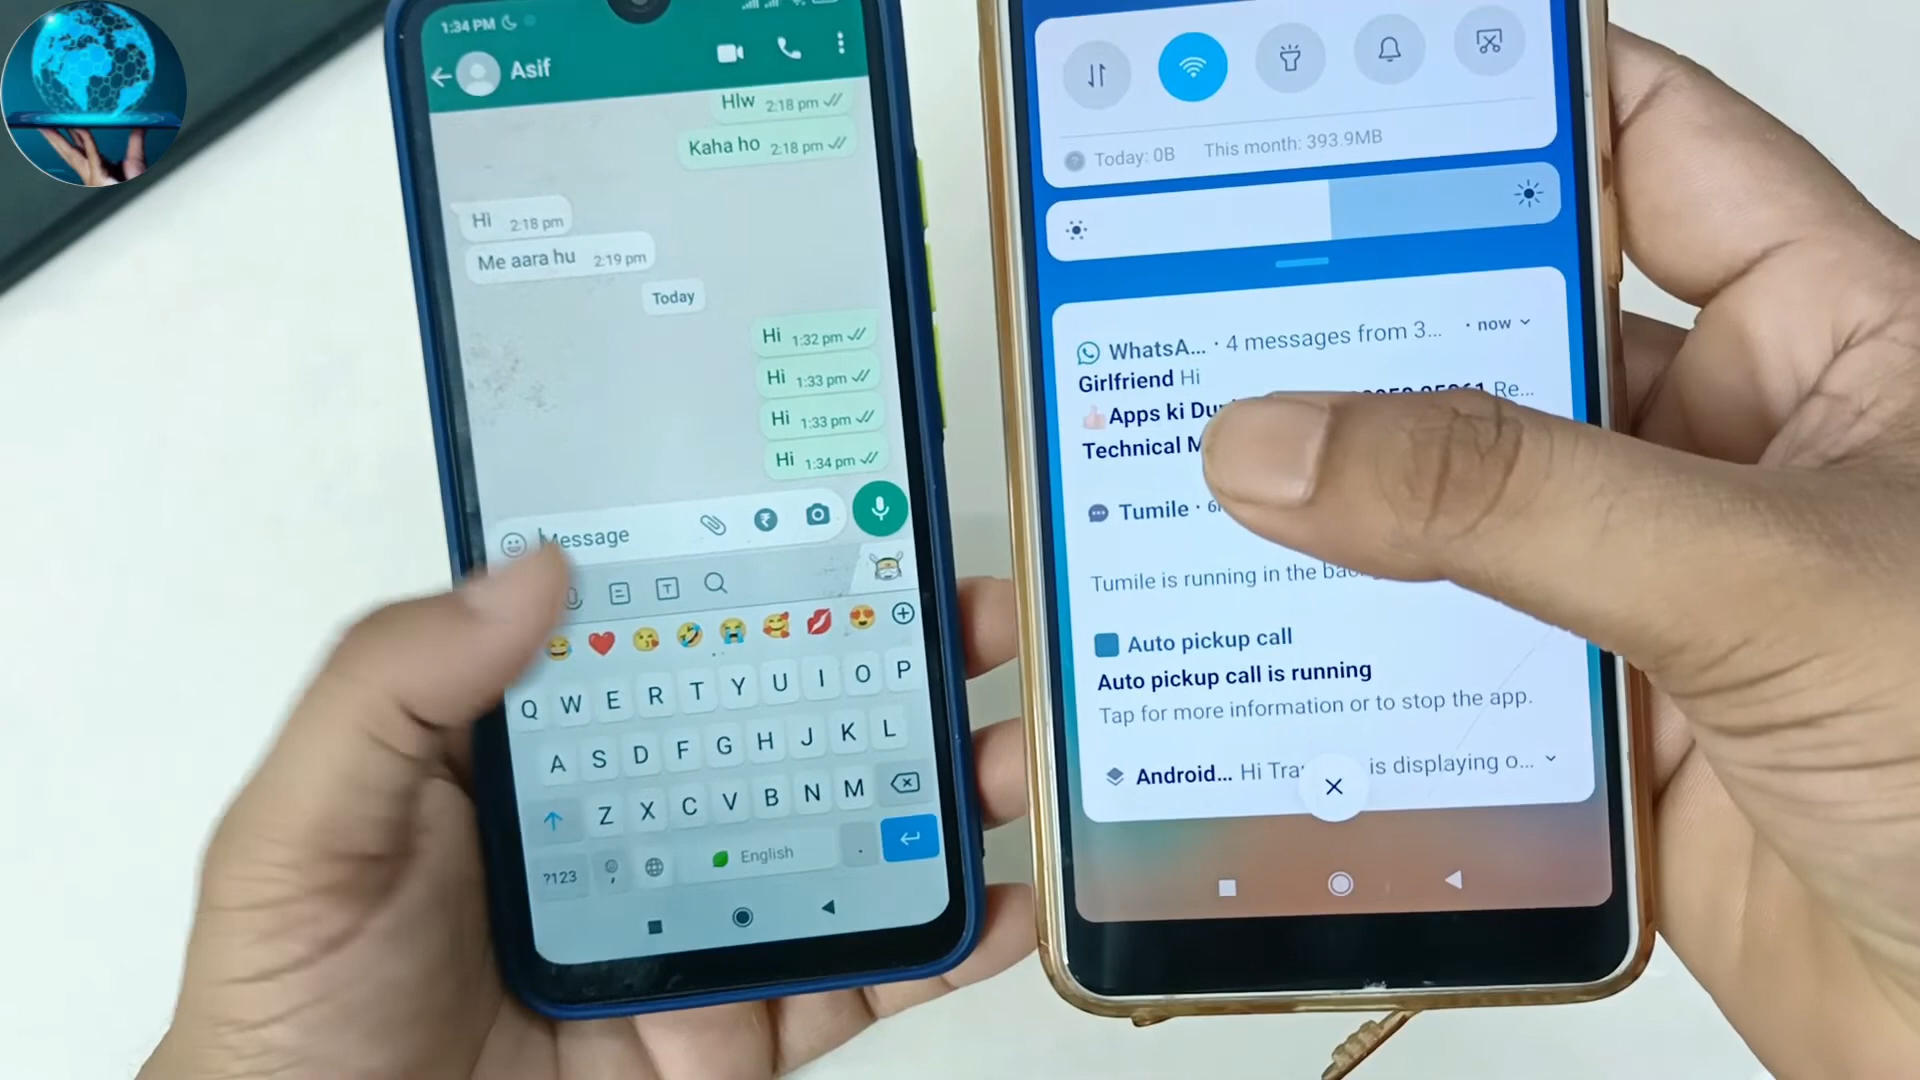 1:34 PM
Asif
Hlw 2:18 pm
Kaha ho 2:18 pm
Hi 2:18 pm
Me aara hu 2:19 pm
Today
Hi 1:32 pm
Hi 1:33 pm
Hi 1:33 pm
Hi 1:34 pm
Message
Q W E R T Y U I O P
A S D F G H J K L
Z X C V B N M
?123 , English .
Today: 0B This month: 393.9MB
WhatsA... · 4 messages from 3... · now
Girlfriend Hi
Apps ki Re...
Technical
Tumile ·
Tumile is running in the
Auto pickup call
Auto pickup call is running
Tap for more information or to stop the app.
Android... Hi is displaying o...